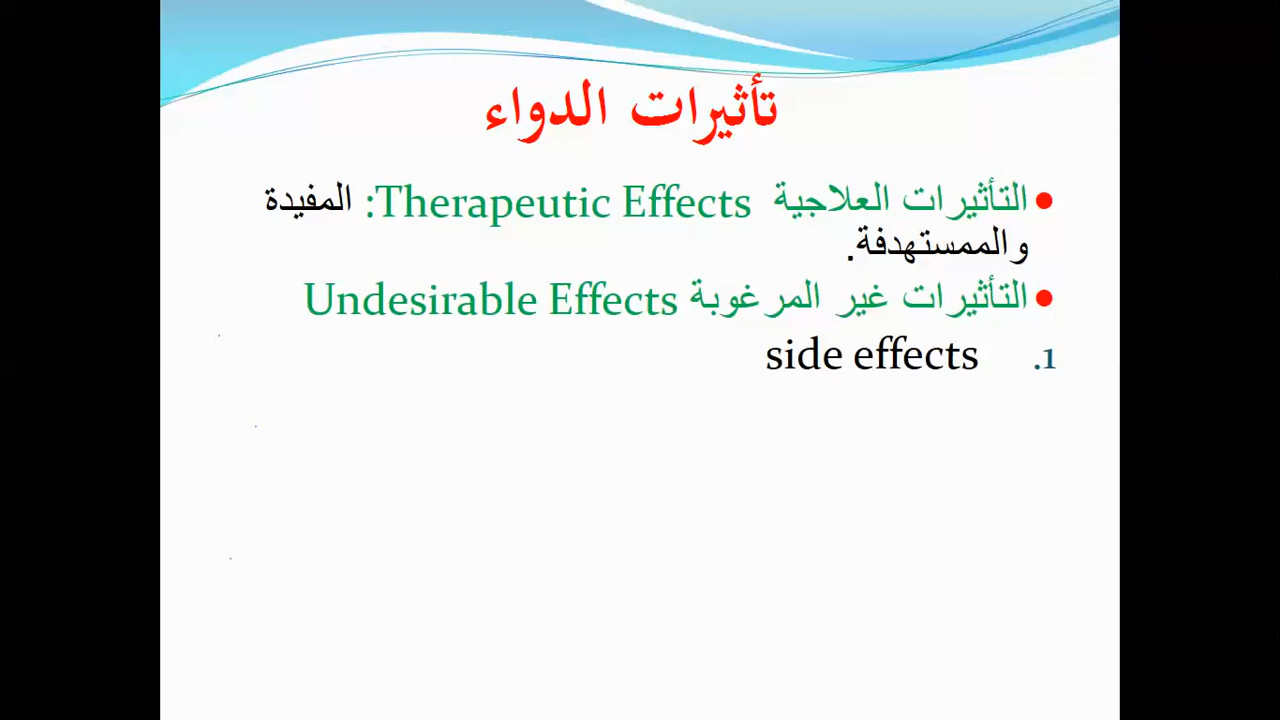 تأثيرات الدواء
• التأثيرات العلاجية Therapeutic Effects: المفيدة
والممستهدفة.
• التأثيرات غير المرغوبة Undesirable Effects
1. side effects